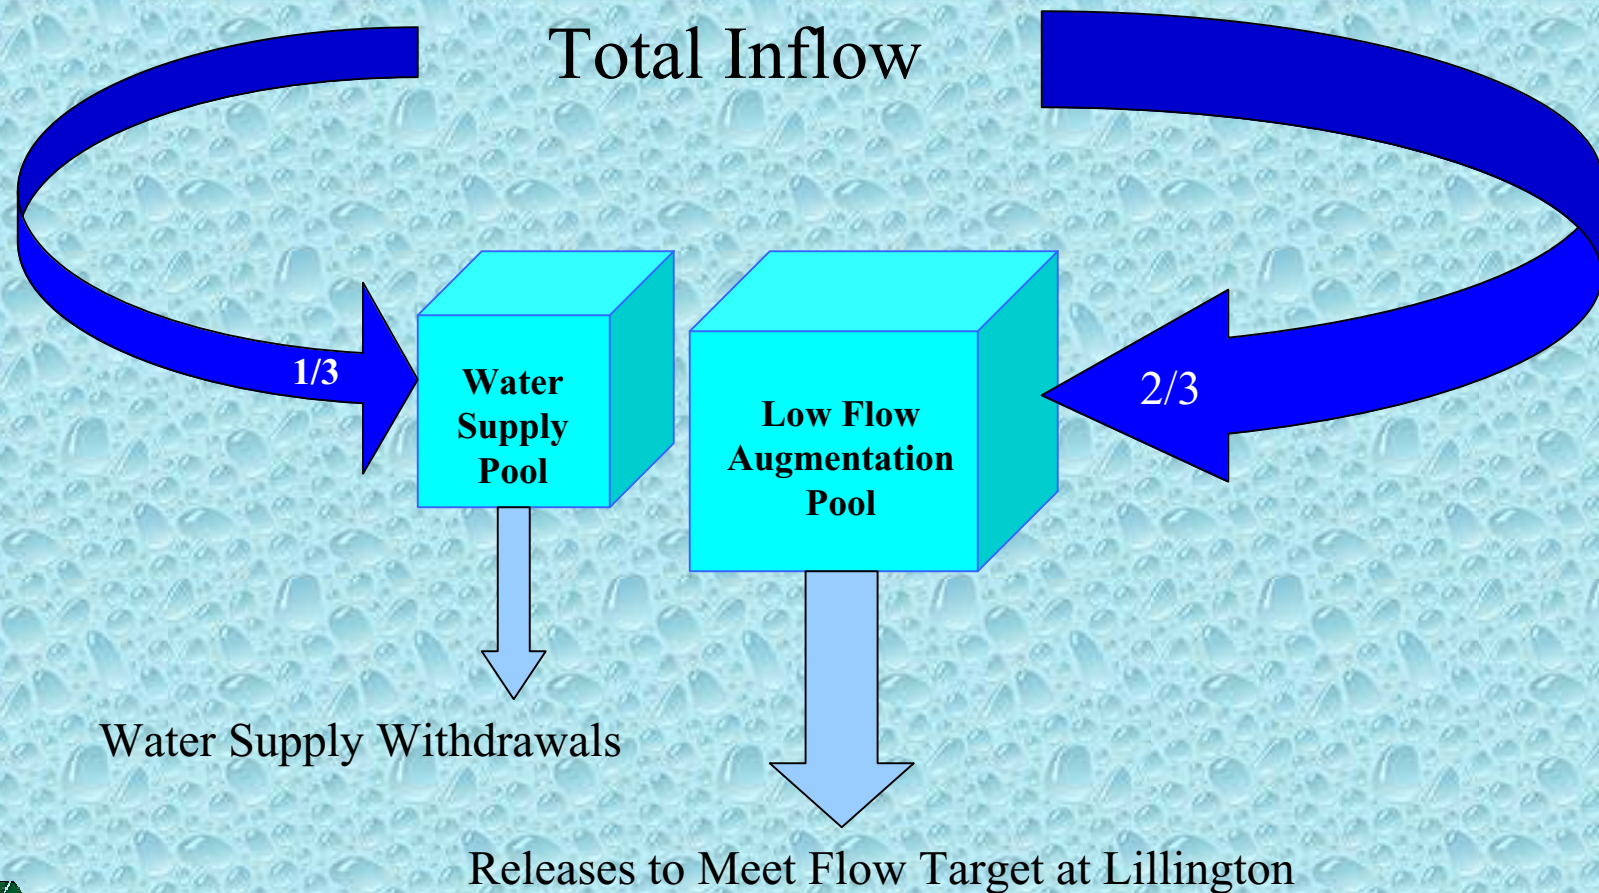 Total Inflow
1/3
Water
Supply
Pool
Low Flow
Augmentation
Pool
2/3
Water Supply Withdrawals
Releases to Meet Flow Target at Lillington